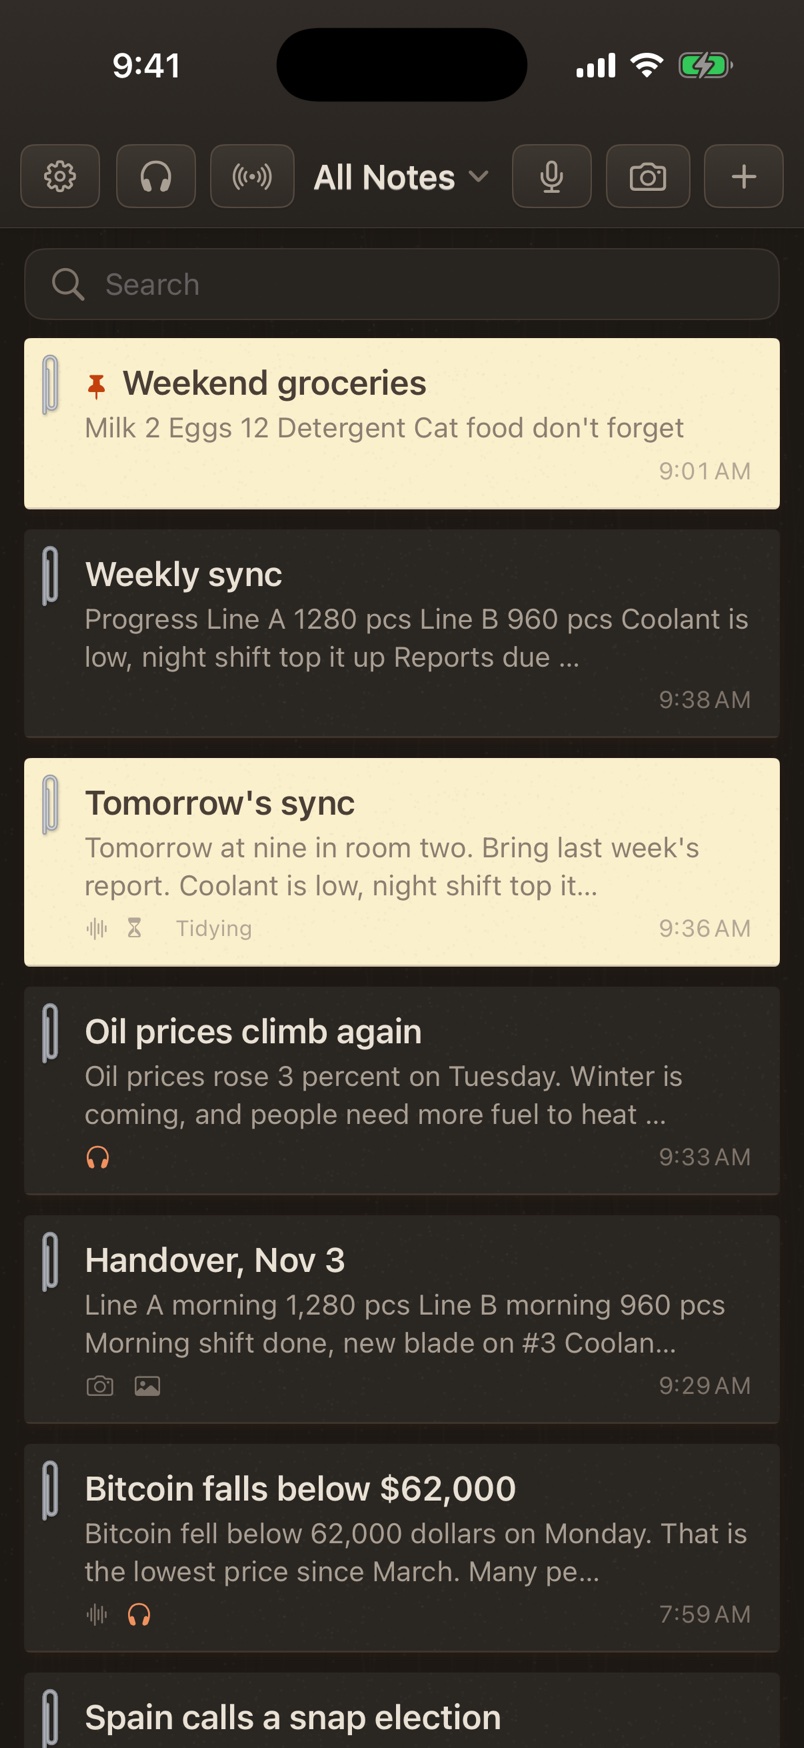 9:41
All Notes
Search
Weekend groceries
Milk 2 Eggs 12 Detergent Cat food don't forget
9:01 AM
Weekly sync
Progress Line A 1280 pcs Line B 960 pcs Coolant is
low, night shift top it up Reports due ...
9:38 AM
Tomorrow's sync
Tomorrow at nine in room two. Bring last week's
report. Coolant is low, night shift top it...
Tidying 9:36 AM
Oil prices climb again
Oil prices rose 3 percent on Tuesday. Winter is
coming, and people need more fuel to heat ...
9:33 AM
Handover, Nov 3
Line A morning 1,280 pcs Line B morning 960 pcs
Morning shift done, new blade on #3 Coolan...
9:29 AM
Bitcoin falls below $62,000
Bitcoin fell below 62,000 dollars on Monday. That is
the lowest price since March. Many pe...
7:59 AM
Spain calls a snap election